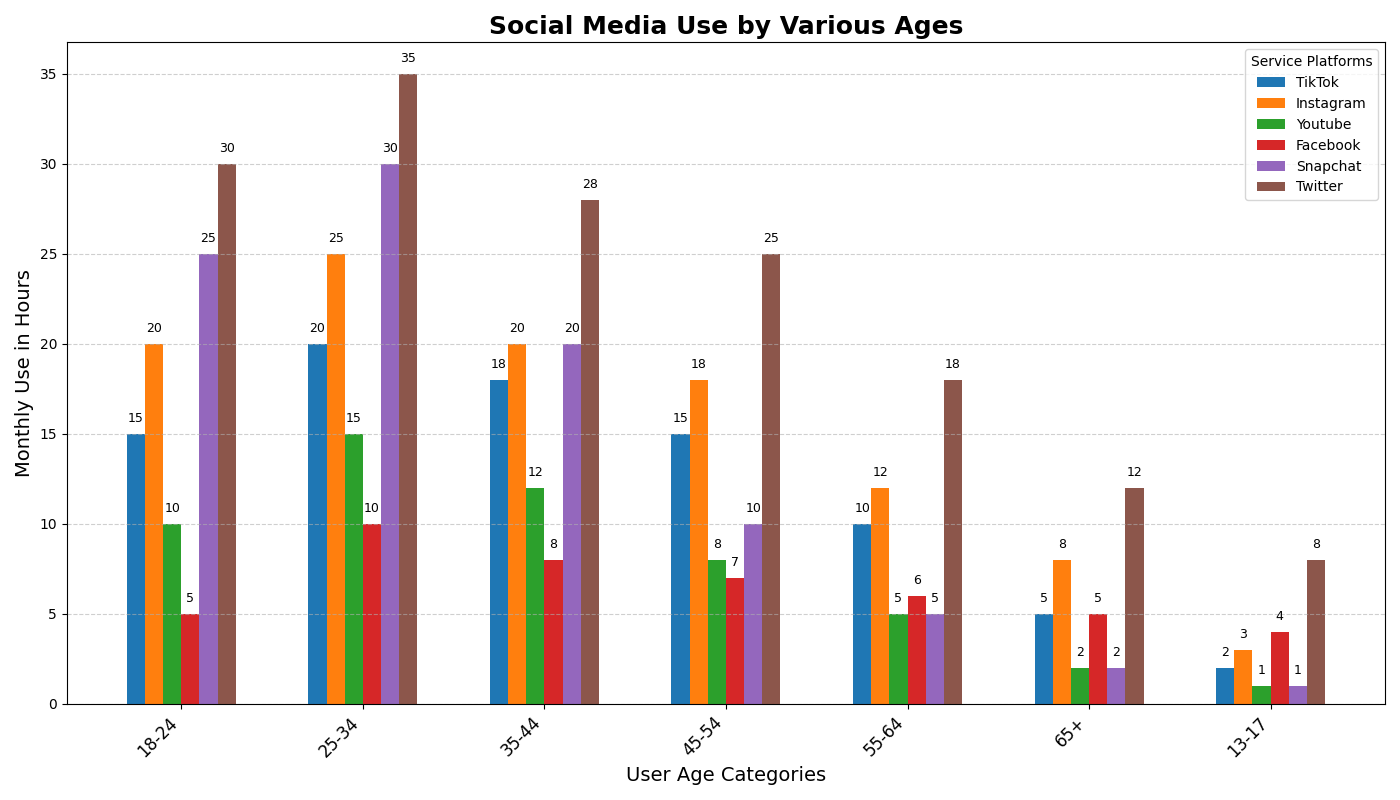 Social Media Use by Various Ages
Monthly Use in Hours
35
30
25
20
15
10
5
0
Service Platforms
TikTok
Instagram
Youtube
Facebook
Snapchat
Twitter
15 20 10 5 25 30
20 25 15 10 30 35
18 20 12 8 20 28
15 18 8 7 10 25
10 12 5 6 5 18
5 8 2 5 2 12
2 3 1 4 1 8
18-24 25-34 35-44 45-54 55-64 65+ 13-17
User Age Categories